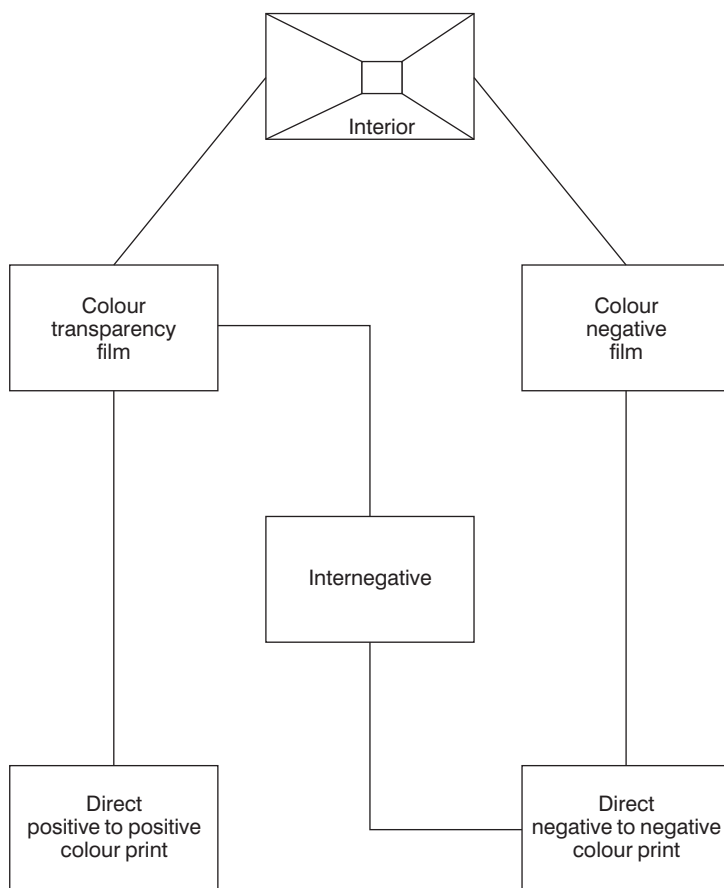 Interior
Colour
transparency
film
Colour
negative
film
Internegative
Direct
positive to positive
colour print
Direct
negative to negative
colour print